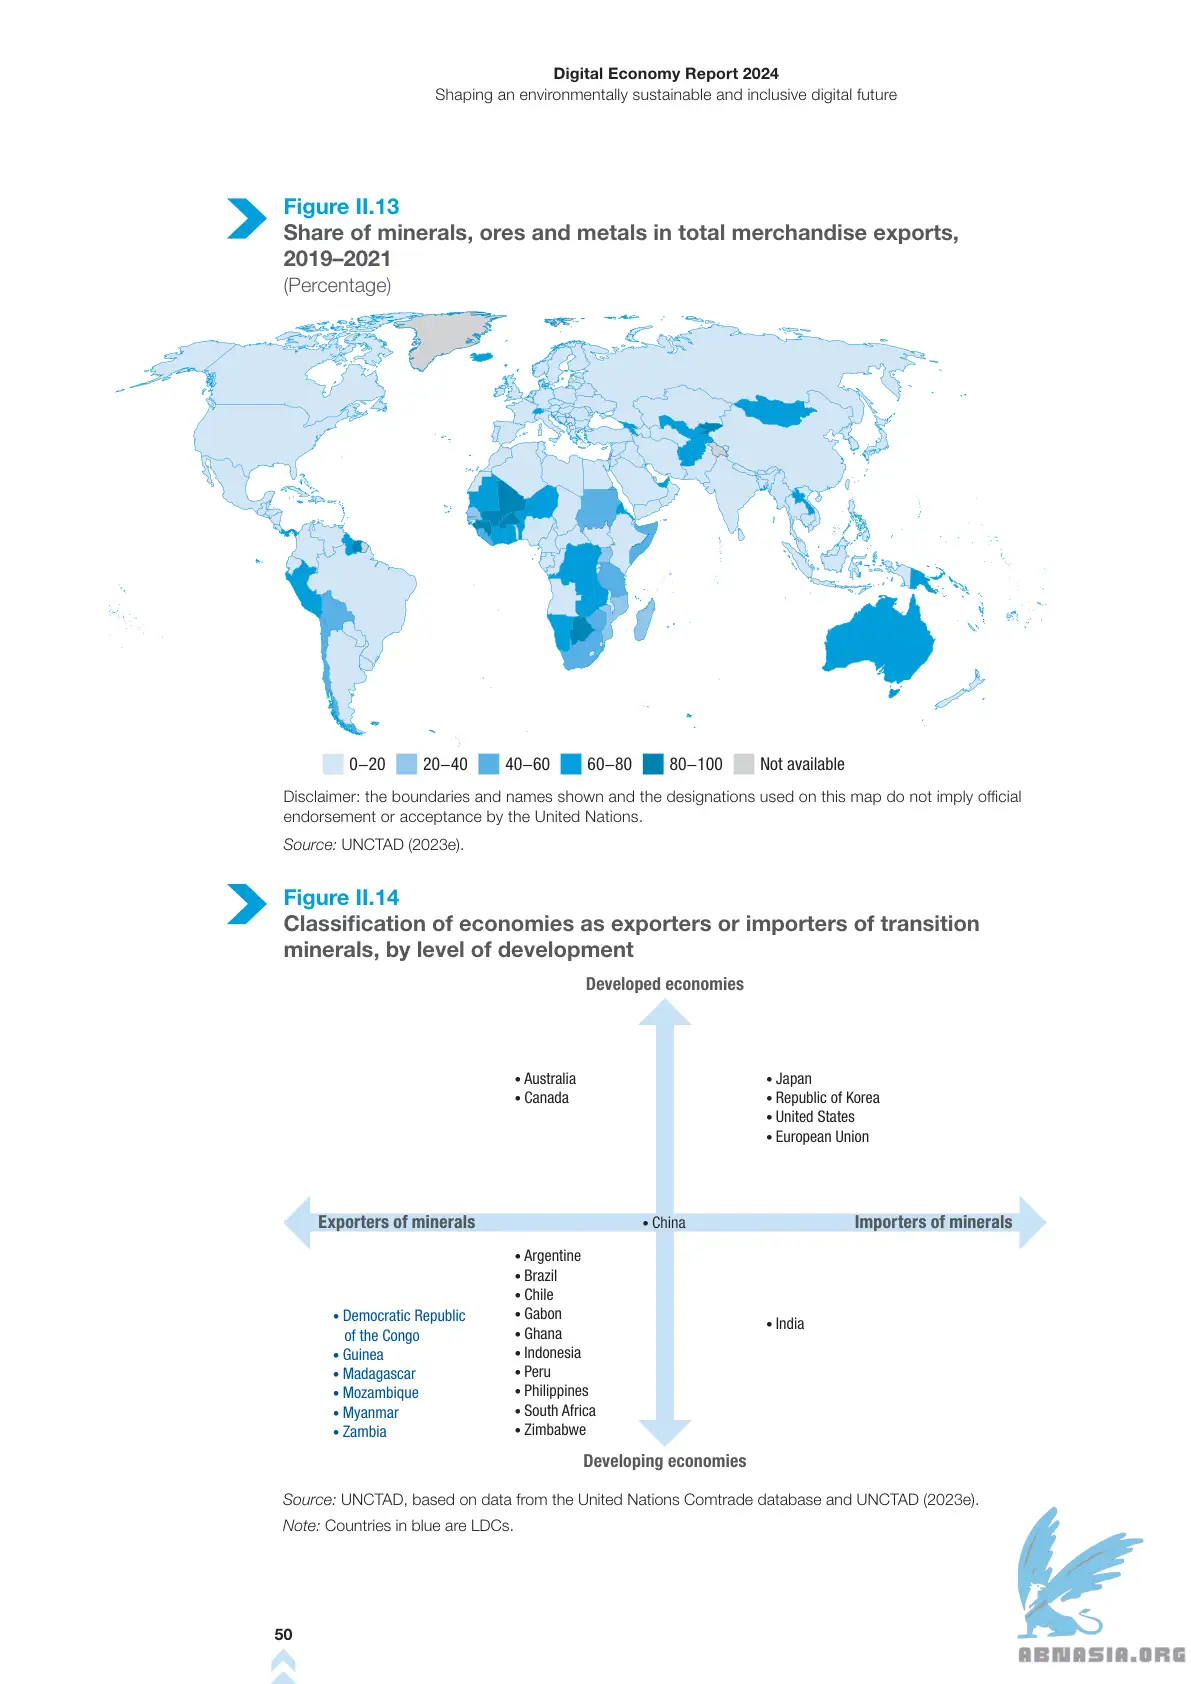 Digital Economy Report 2024
Shaping an environmentally sustainable and inclusive digital future
Figure II.13
Share of minerals, ores and metals in total merchandise exports,
2019–2021
(Percentage)
0–20
20–40
40–60
60–80
80–100
Not available
Disclaimer: the boundaries and names shown and the designations used on this map do not imply official
endorsement or acceptance by the United Nations.
Source: UNCTAD (2023e).
Figure II.14
Classification of economies as exporters or importers of transition
minerals, by level of development
Developed economies
• Australia
• Canada
• Japan
• Republic of Korea
• United States
• European Union
Exporters of minerals
• China
Importers of minerals
• Democratic Republic
of the Congo
• Guinea
• Madagascar
• Mozambique
• Myanmar
• Zambia
• Argentine
• Brazil
• Chile
• Gabon
• Ghana
• Indonesia
• Peru
• Philippines
• South Africa
• Zimbabwe
• India
Developing economies
Source: UNCTAD, based on data from the United Nations Comtrade database and UNCTAD (2023e).
Note: Countries in blue are LDCs.
50
ABNASIA.ORG